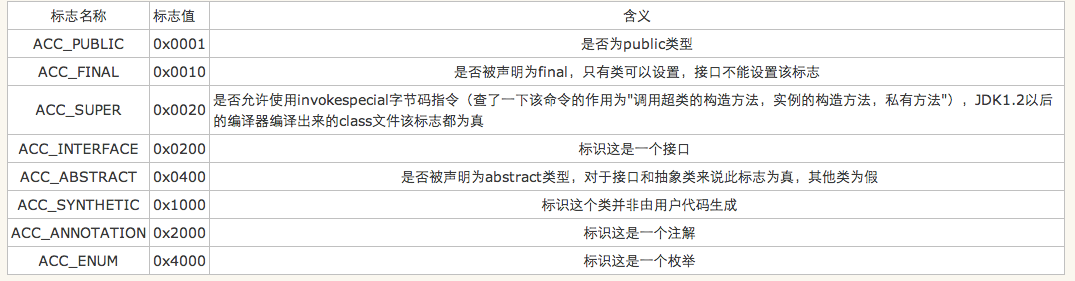 标志名称 标志值 含义
ACC_PUBLIC 0x0001 是否为public类型
ACC_FINAL 0x0010 是否被声明为final，只有类可以设置，接口不能设置该标志
ACC_SUPER 0x0020 是否允许使用invokespecial字节码指令（查了一下该命令的作用为"调用超类的构造方法，实例的构造方法，私有方法"），JDK1.2以后
的编译器编译出来的class文件该标志都为真
ACC_INTERFACE 0x0200 标识这是一个接口
ACC_ABSTRACT 0x0400 是否被声明为abstract类型，对于接口和抽象类来说此标志为真，其他类为假
ACC_SYNTHETIC 0x1000 标识这个类并非由用户代码生成
ACC_ANNOTATION 0x2000 标识这是一个注解
ACC_ENUM 0x4000 标识这是一个枚举